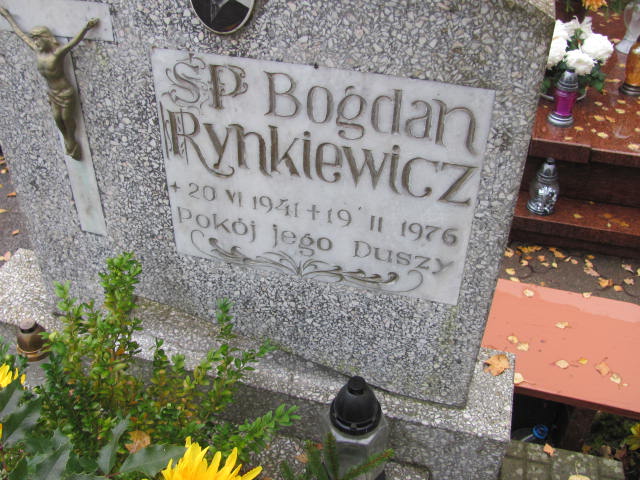 ŚP Bogdan
Rynkiewicz
+ 20 VI 1941 + 19 II 1976
Pokój jego Duszy